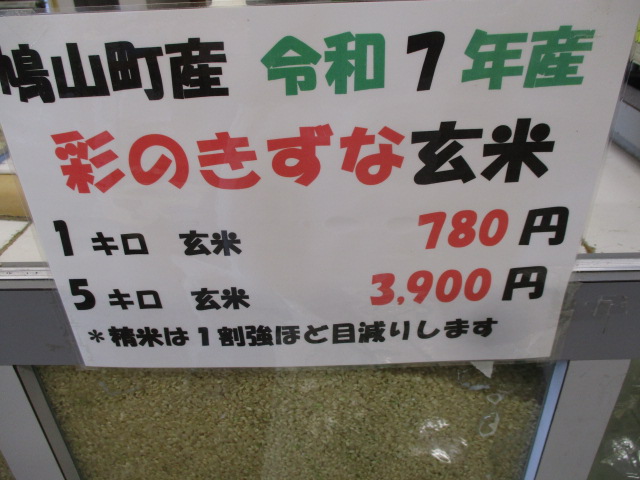 鳩山町産 令和７年産
彩のきずな玄米
１キロ 玄米 780円
５キロ 玄米 3,900円
＊精米は１割強ほど目減りします